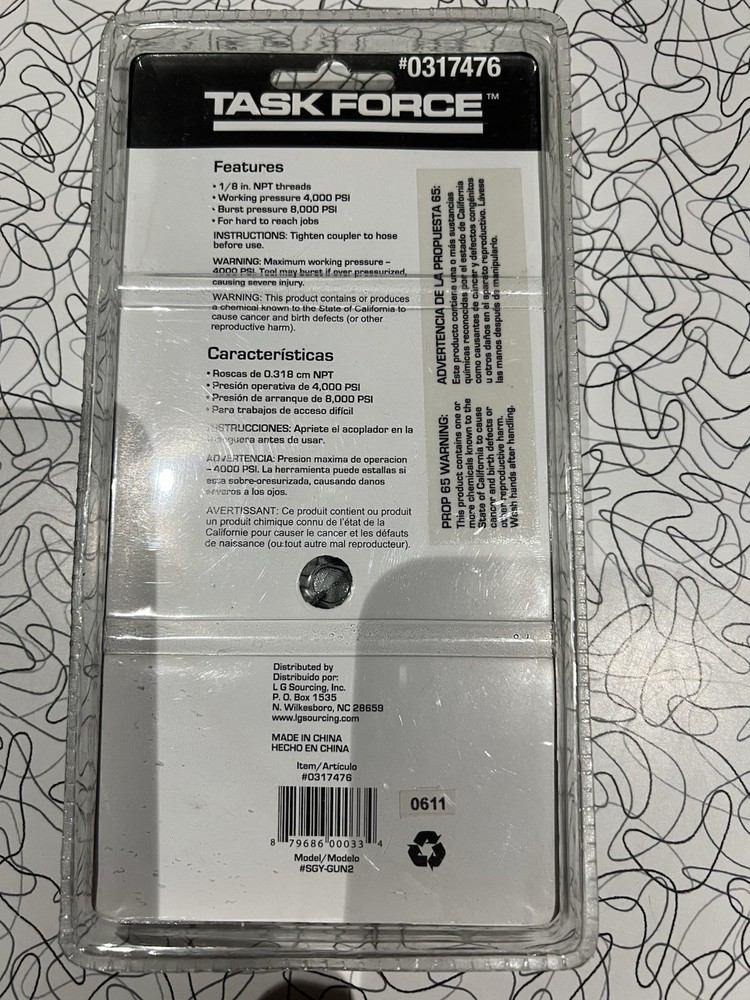 #0317476
TASK FORCE™
Features
• 1/8 in. NPT threads
• Working pressure 4,000 PSI
• Burst pressure 8,000 PSI
• For hard to reach jobs
INSTRUCTIONS: Tighten coupler to hose
before use.
WARNING: Maximum working pressure –
4000 PSI. Tool may burst if over pressurized,
causing severe injury.
WARNING: This product contains or produces
a chemical known to the State of California to
cause cancer and birth defects (or other
reproductive harm).
Características
• Roscas de 0.318 cm NPT
• Presión operativa de 4,000 PSI
• Presión de arranque de 8,000 PSI
• Para trabajos de acceso difícil
INSTRUCCIONES: Apriete el acoplador en la
manguera antes de usar.
ADVERTENCIA: Presion maxima de operacion
– 4000 PSI. La herramienta puede estallas si
esta sobre-oresurizada, causando danos
severos a los ojos.
AVERTISSANT: Ce produit contient ou produit
un produit chimique connu de l'état de la
Californie pour causer le cancer et les défauts
de naissance (ou tout autre mal reproducteur).
ADVERTENCIA DE LA PROPUESTA 65:
Este producto contiene una o más sustancias
químicas reconocidas por el estado de California
como causantes de cáncer y defectos congénitos
u otros daños en el aparato reproductivo. Lávese
las manos después de manipularlo.
PROP 65 WARNING:
This product contains one or
more chemicals known to the
State of California to cause
cancer and birth defects or
other reproductive harm.
Wash hands after handling.
Distributed by
Distribuido por:
L G Sourcing, Inc.
P. O. Box 1535
N. Wilkesboro, NC 28659
www.lgsourcing.com
MADE IN CHINA
HECHO EN CHINA
Item/Artículo
#0317476
0611
8 79686 00033 4
Model/Modelo
#SGY-GUN2